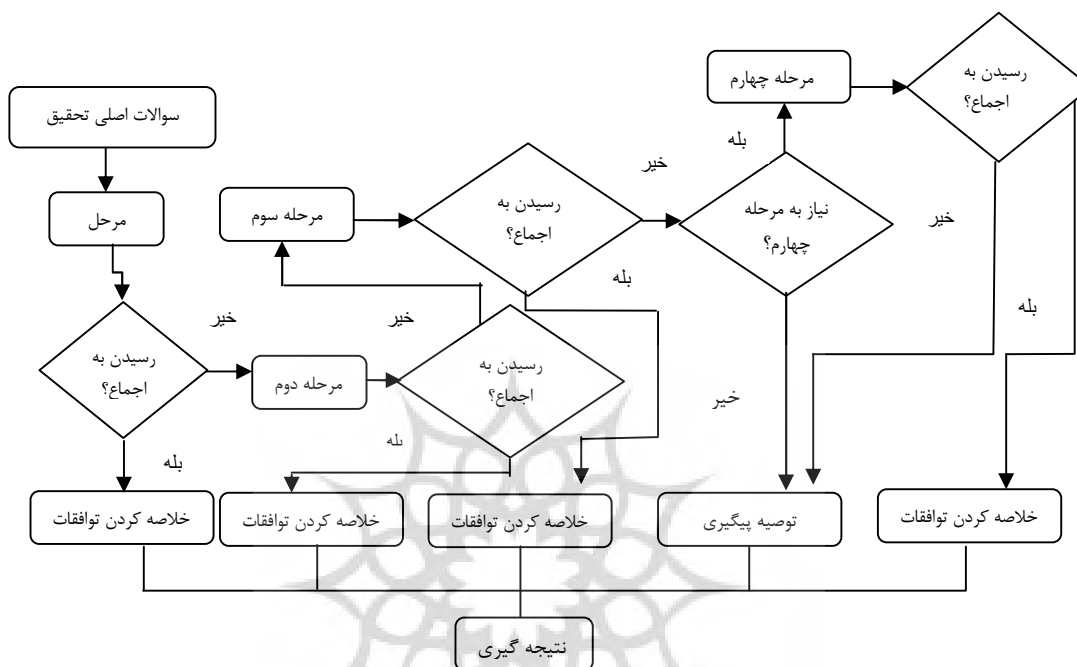 سوالات اصلی تحقیق
مرحل
رسیدن به
اجماع؟
خیر
بله
مرحله دوم
رسیدن به
اجماع؟
خیر
بله
مرحله سوم
رسیدن به
اجماع؟
خیر
بله
نیاز به مرحله
چهارم؟
بله
خیر
مرحله چهارم
رسیدن به
اجماع؟
خیر
بله
خلاصه کردن توافقات
خلاصه کردن توافقات
خلاصه کردن توافقات
توصیه پیگیری
خلاصه کردن توافقات
نتیجه گیری